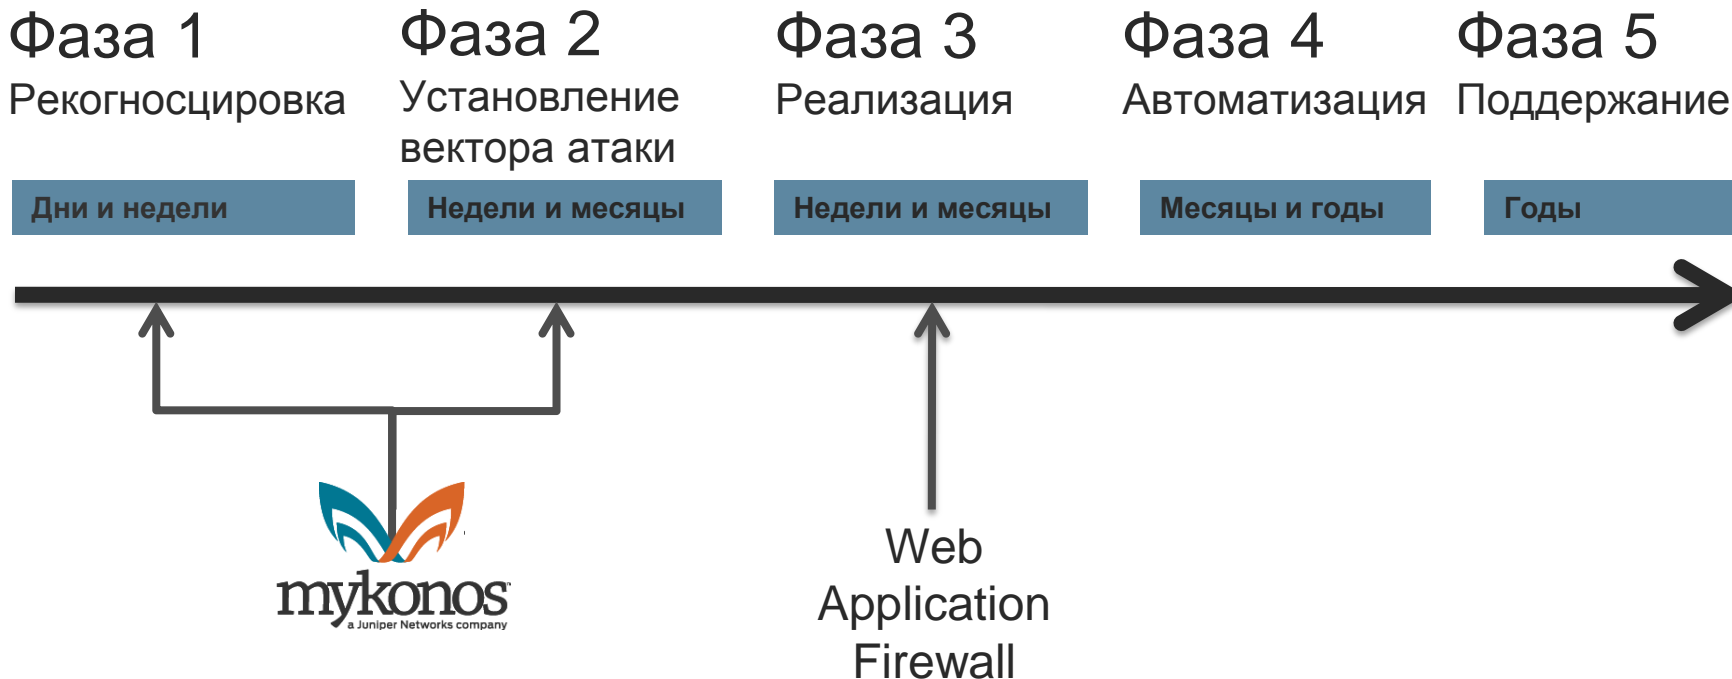 Фаза 1
Рекогносцировка
Дни и недели
Фаза 2
Установление
вектора атаки
Недели и месяцы
Фаза 3
Реализация
Недели и месяцы
Фаза 4
Автоматизация
Месяцы и годы
Фаза 5
Поддержание
Годы
mykonos
a Juniper Networks company
Web
Application
Firewall